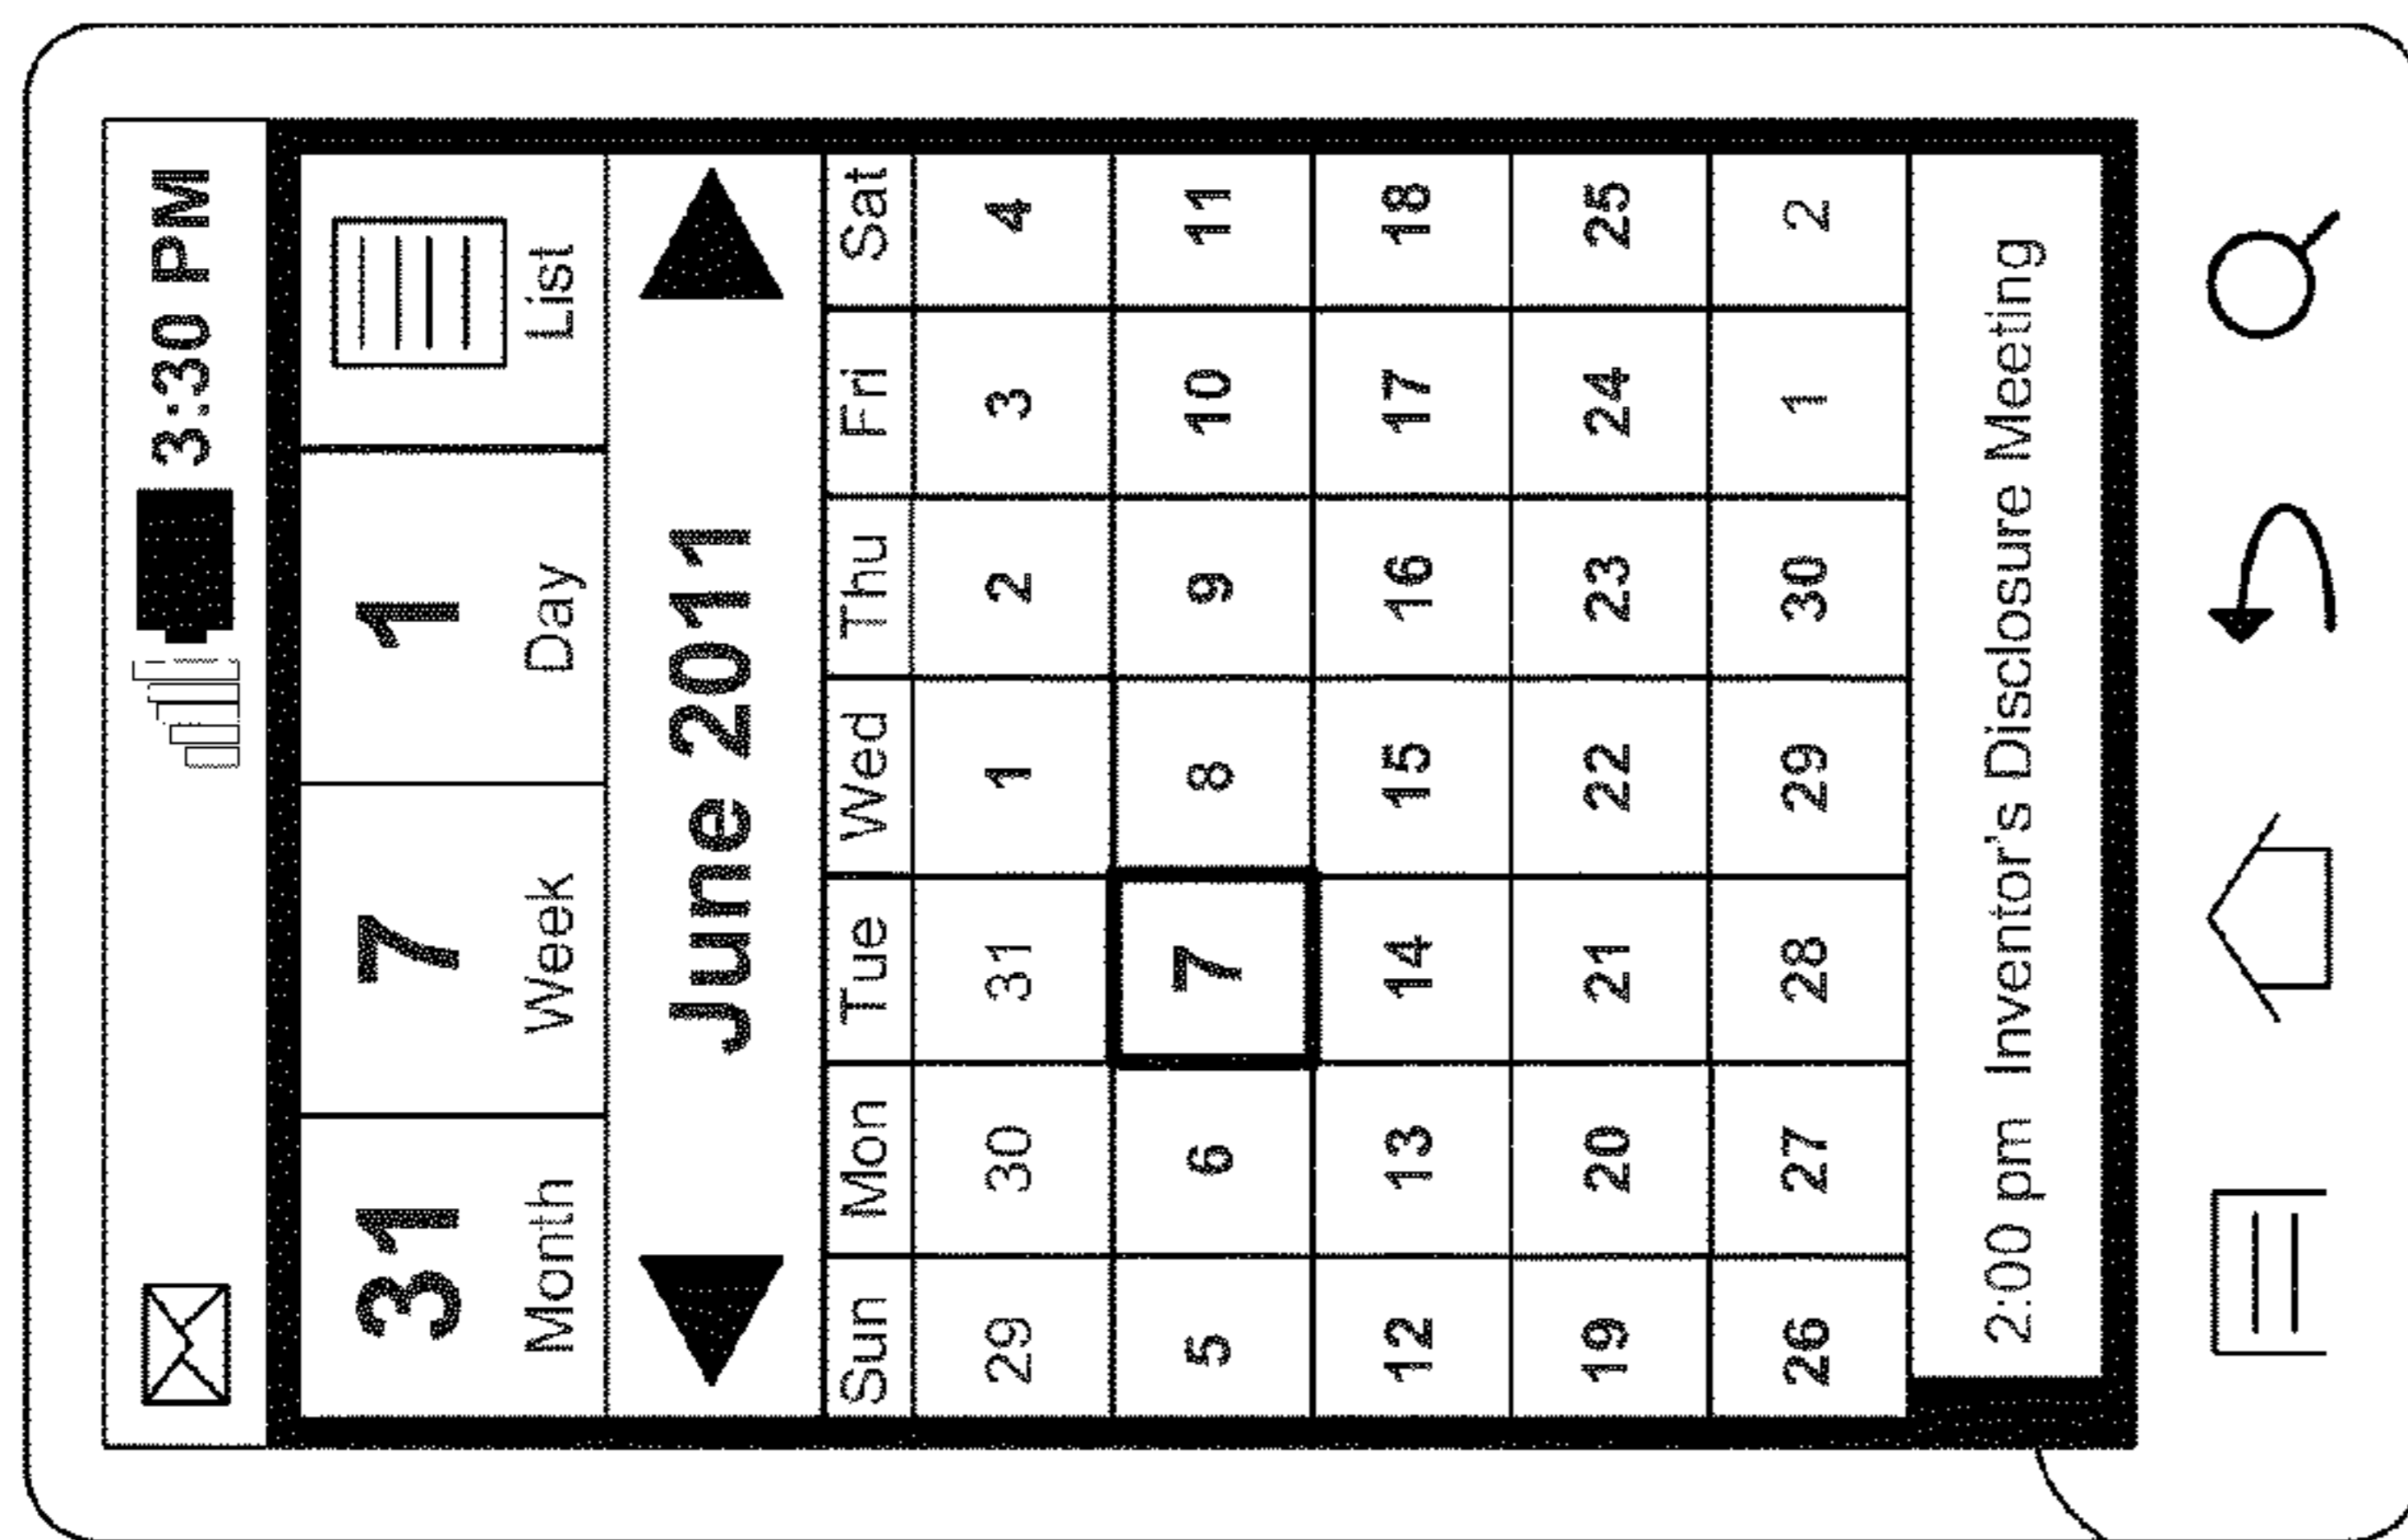 3:30 PM
31 7 1
Month Week Day List
June 2011
Sun Mon Tue Wed Thu Fri Sat
29 30 31 1 2 3 4
5 6 7 8 9 10 11
12 13 14 15 16 17 18
19 20 21 22 23 24 25
26 27 28 29 30 1 2
2:00 pm Inventor's Disclosure Meeting